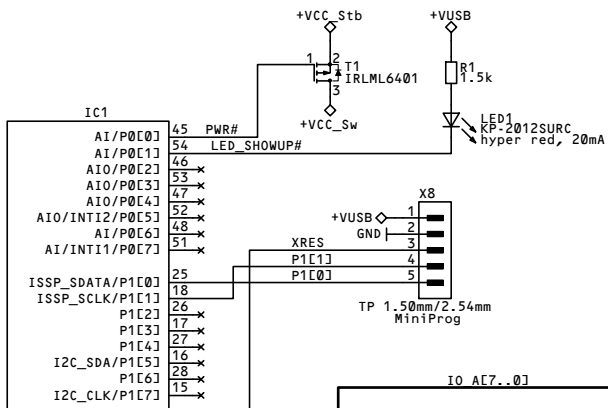 +VCC_Stb
+VUSB
1
2
T1
IRLML6401
3
+VCC_Sw
R1
1.5k
LED1
KP-2012SURC
hyper red, 20mA
IC1
AI/P0[0] 45 PWR#
AI/P0[1] 54 LED_SHOWUP#
AIO/P0[2] 46
AIO/P0[3] 53
AIO/P0[4] 47
AIO/INTI2/P0[5] 52
AI/P0[6] 48
AI/INTI1/P0[7] 51
ISSP_SDATA/P1[0] 25
ISSP_SCLK/P1[1] 18
P1[2] 26
P1[3] 17
P1[4] 27
I2C_SDA/P1[5] 16
P1[6] 28
I2C_CLK/P1[7] 15
X8
+VUSB 1
GND 2
XRES 3
P1[1] 4
P1[0] 5
TP 1.50mm/2.54mm
MiniProg
IO A[7..0]